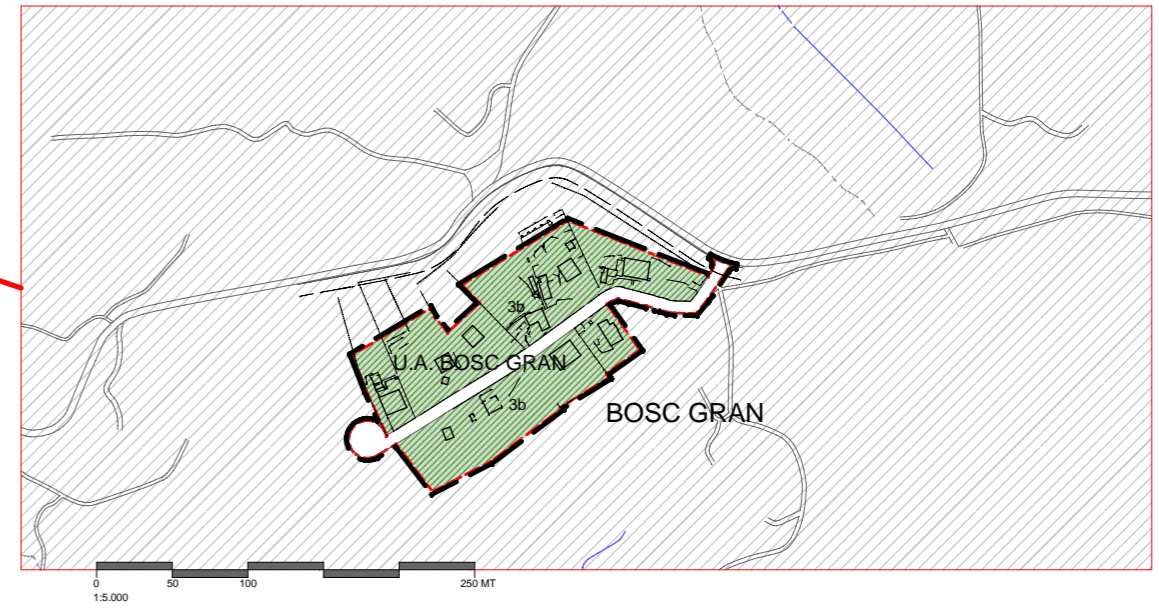 3b
U.A. BOSC GRAN
3b
BOSC GRAN
0 50 100 250 MT
1:5.000